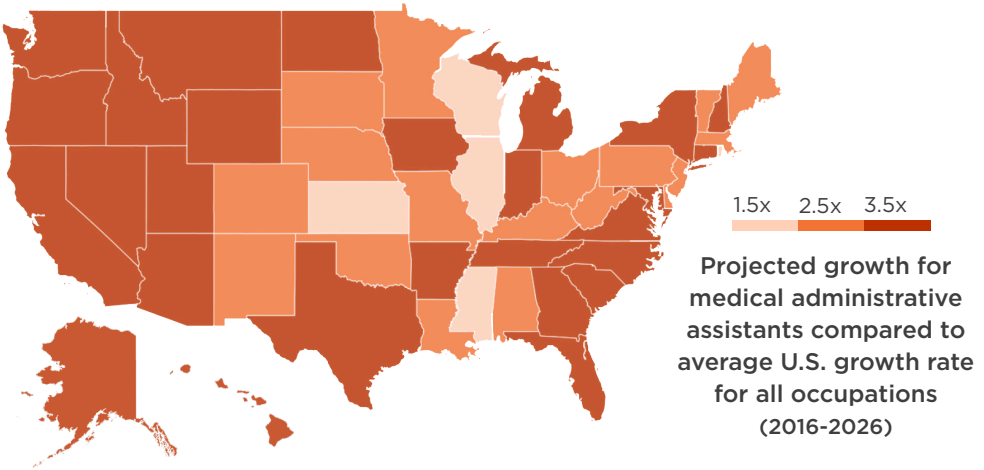 1.5x 2.5x 3.5x
Projected growth for
medical administrative
assistants compared to
average U.S. growth rate
for all occupations
(2016-2026)